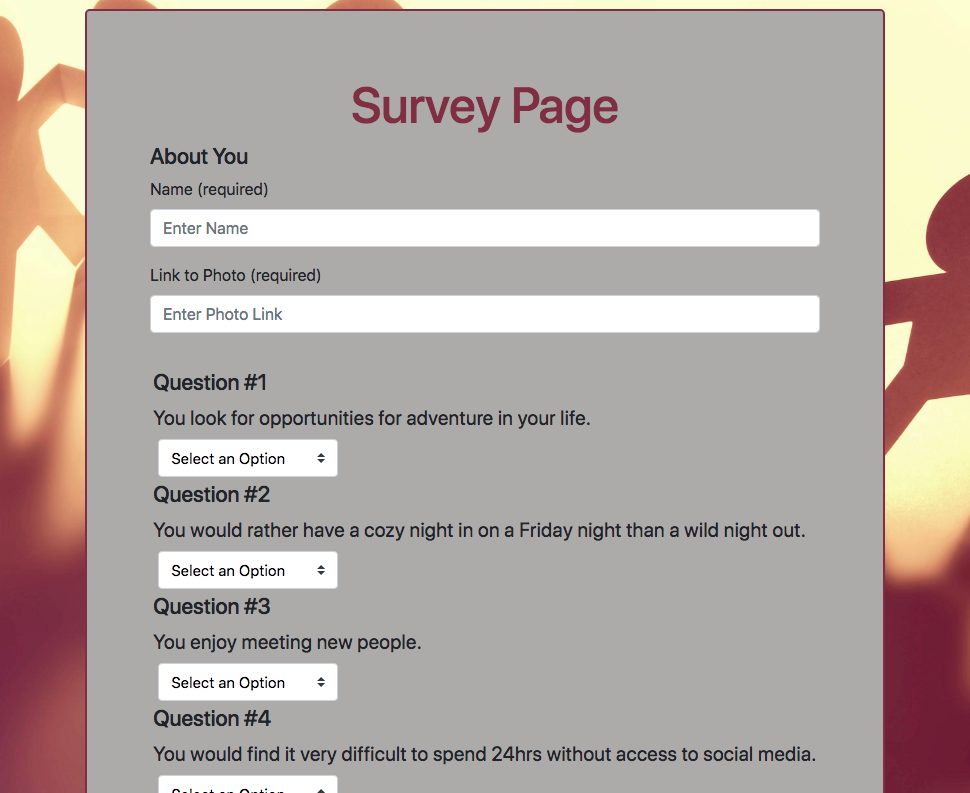 Survey Page
About You
Name (required)
Enter Name
Link to Photo (required)
Enter Photo Link
Question #1
You look for opportunities for adventure in your life.
Select an Option
Question #2
You would rather have a cozy night in on a Friday night than a wild night out.
Select an Option
Question #3
You enjoy meeting new people.
Select an Option
Question #4
You would find it very difficult to spend 24hrs without access to social media.
Select an Option